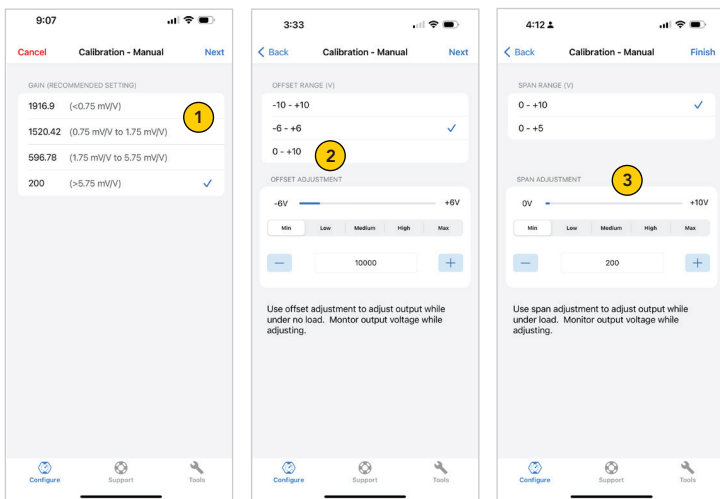 9:07
Cancel Calibration - Manual Next
GAIN (RECOMMENDED SETTING)
1916.9 (<0.75 mV/V)
1520.42 (0.75 mV/V to 1.75 mV/V)
596.78 (1.75 mV/V to 5.75 mV/V)
200 (>5.75 mV/V)
1
Configure Support Tools
3:33
Back Calibration - Manual Next
OFFSET RANGE (V)
-10 - +10
-6 - +6
0 - +10
2
OFFSET ADJUSTMENT
-6V +6V
Min Low Medium High Max
10000
Use offset adjustment to adjust output while
under no load. Montor output voltage while
adjusting.
Configure Support Tools
4:12
Back Calibration - Manual Finish
SPAN RANGE (V)
0 - +10
0 - +5
SPAN ADJUSTMENT
3
0V +10V
Min Low Medium High Max
200
Use span adjustment to adjust output while
under load. Monitor output voltage while
adjusting.
Configure Support Tools